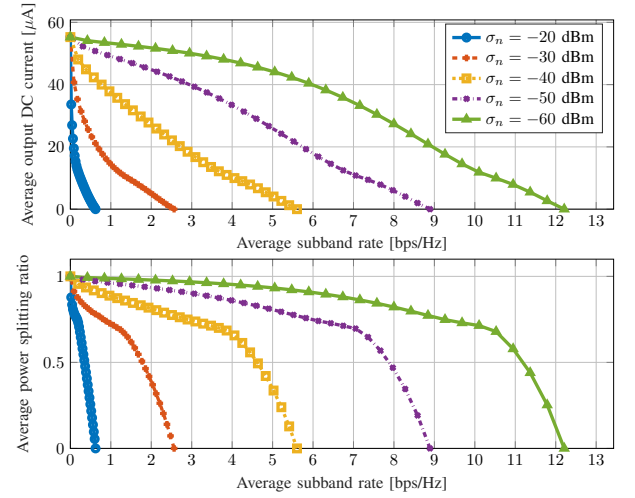 Average output DC current [μA]
60
40
20
0
0 1 2 3 4 5 6 7 8 9 10 11 12 13
Average subband rate [bps/Hz]
σn = −20 dBm
σn = −30 dBm
σn = −40 dBm
σn = −50 dBm
σn = −60 dBm
Average power splitting ratio
1
0.5
0
0 1 2 3 4 5 6 7 8 9 10 11 12 13
Average subband rate [bps/Hz]